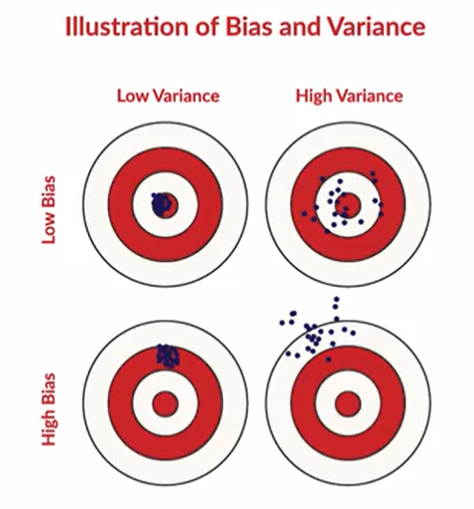 Illustration of Bias and Variance
Low Variance
High Variance
Low Bias
High Bias